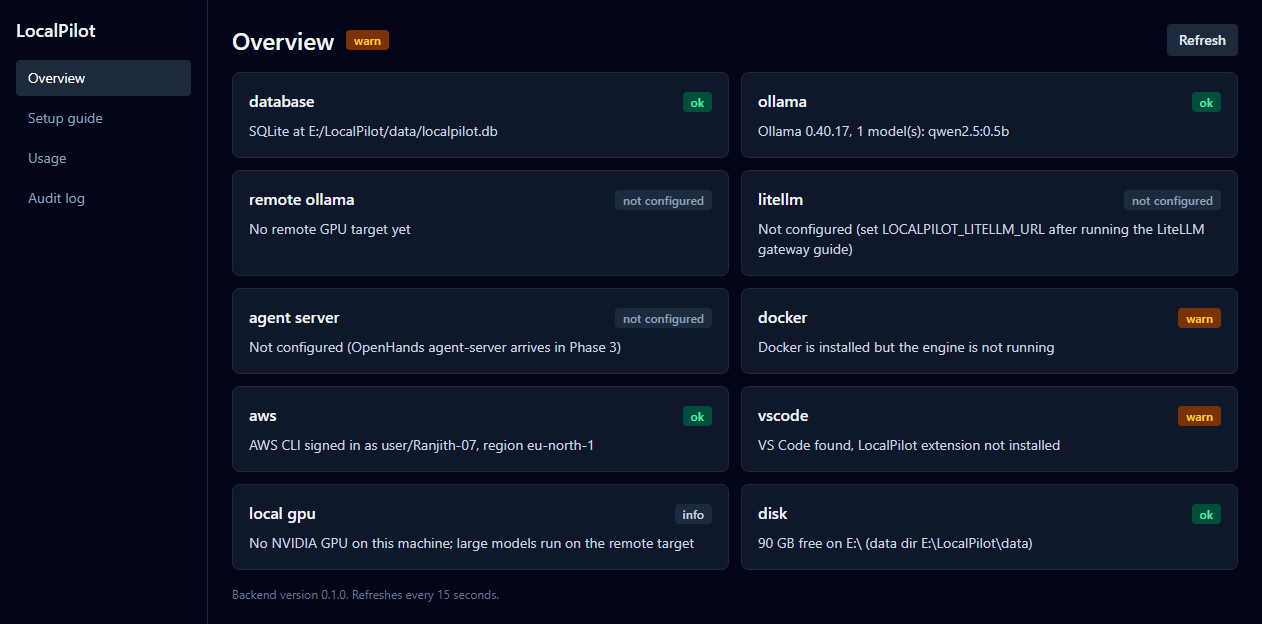 LocalPilot
Overview
Setup guide
Usage
Audit log
Overview warn
Refresh
database ok
SQLite at E:/LocalPilot/data/localpilot.db
ollama ok
Ollama 0.40.17, 1 model(s): qwen2.5:0.5b
remote ollama not configured
No remote GPU target yet
litellm not configured
Not configured (set LOCALPILOT_LITELLM_URL after running the LiteLLM
gateway guide)
agent server not configured
Not configured (OpenHands agent-server arrives in Phase 3)
docker warn
Docker is installed but the engine is not running
aws ok
AWS CLI signed in as user/Ranjith-07, region eu-north-1
vscode warn
VS Code found, LocalPilot extension not installed
local gpu info
No NVIDIA GPU on this machine; large models run on the remote target
disk ok
90 GB free on E:\ (data dir E:\LocalPilot\data)
Backend version 0.1.0. Refreshes every 15 seconds.